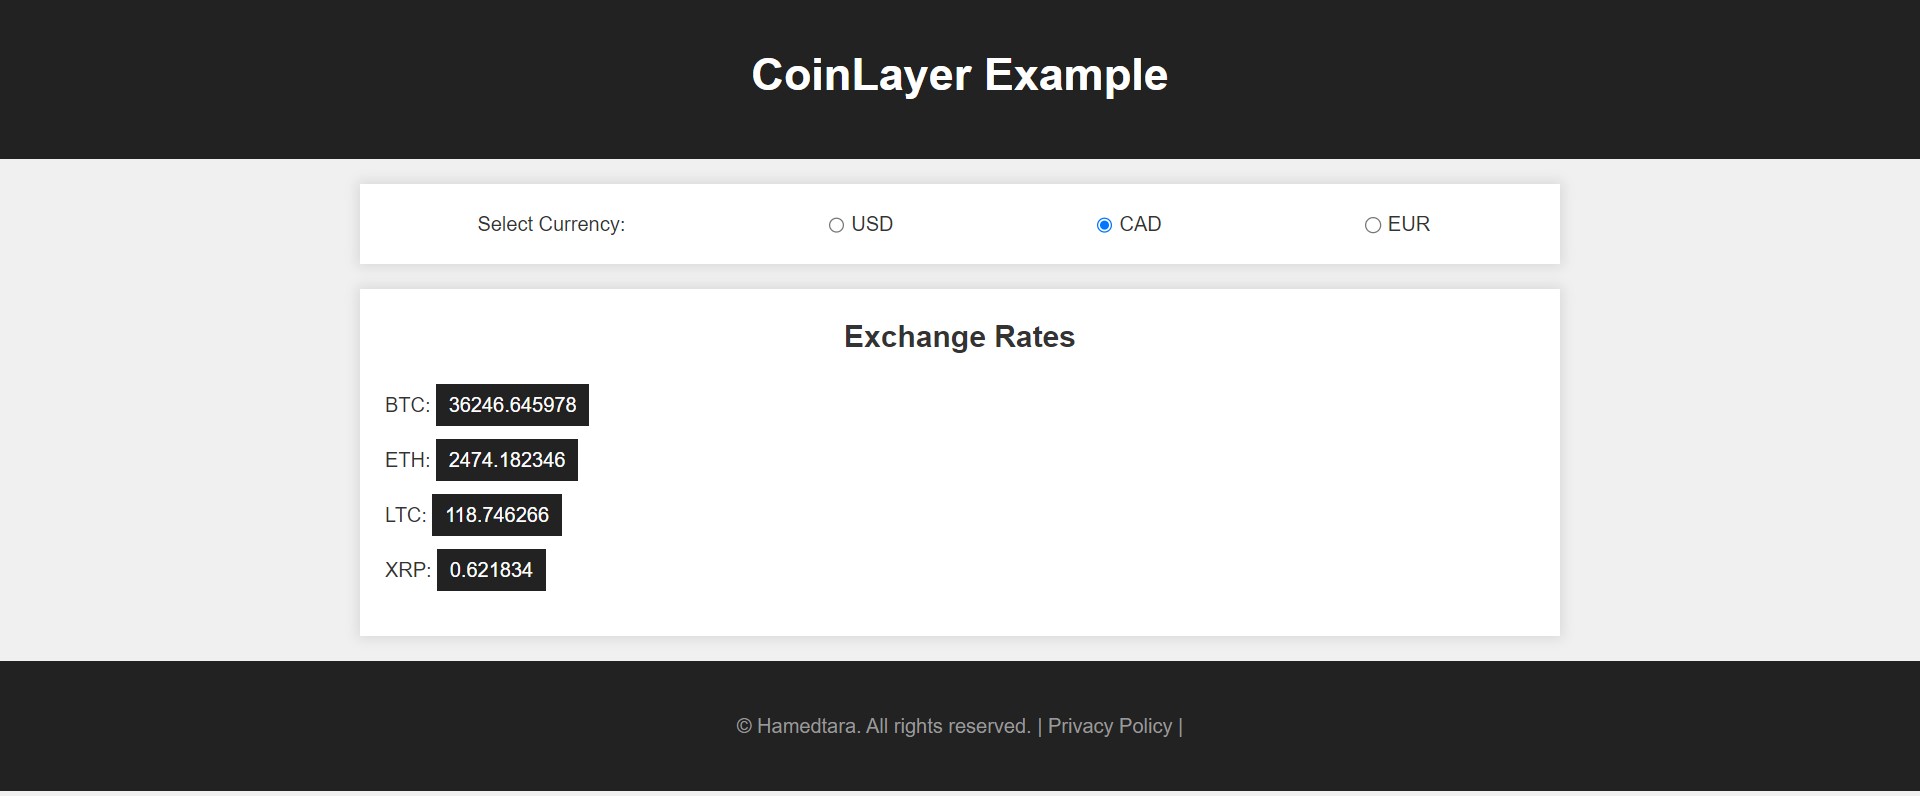 CoinLayer Example
Select Currency: USD CAD EUR
Exchange Rates
BTC: 36246.645978
ETH: 2474.182346
LTC: 118.746266
XRP: 0.621834
© Hamedtara. All rights reserved. | Privacy Policy |